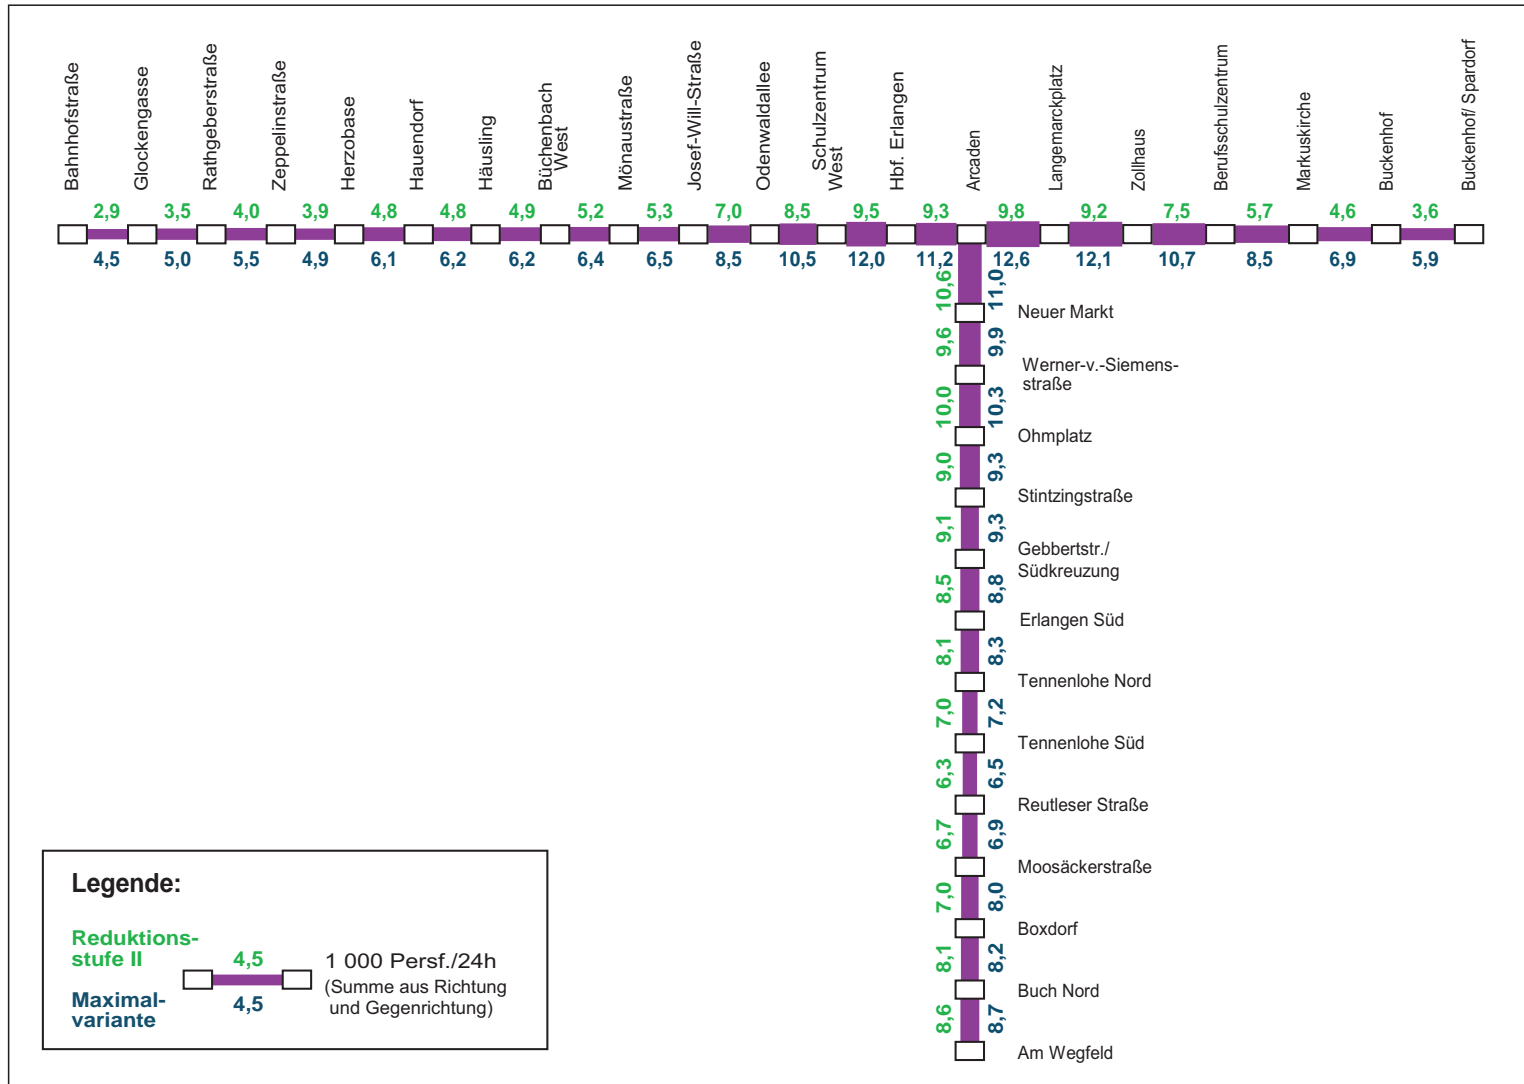 Bahnhofstraße
Glockengasse
Rathgeberstraße
Zeppelinstraße
Herzobase
Hauendorf
Häusling
Büchenbach
West
Mönaustraße
Josef-Will-Straße
Odenwaldallee
Schulzentrum
West
Hbf. Erlangen
Arcaden
Langemarckplatz
Zollhaus
Berufsschulzentrum
Markuskirche
Buckenhof
Buckenhof/ Spardorf
2,9 3,5 4,0 3,9 4,8 4,8 4,9 5,2 5,3 7,0 8,5 9,5 9,3 9,8 9,2 7,5 5,7 4,6 3,6
4,5 5,0 5,5 4,9 6,1 6,2 6,2 6,4 6,5 8,5 10,5 12,0 11,2 12,6 12,1 10,7 8,5 6,9 5,9
10,6 11,0
Neuer Markt
9,6 9,9
Werner-v.-Siemens-
straße
10,0 10,3
Ohmplatz
9,0 9,3
Stintzingstraße
9,1 9,3
Gebbertstr./
Südkreuzung
8,5 8,8
Erlangen Süd
8,1 8,3
Tennenlohe Nord
7,0 7,2
Tennenlohe Süd
6,3 6,5
Reutleser Straße
6,7 6,9
Moosäckerstraße
7,0 8,0
Boxdorf
8,1 8,2
Buch Nord
8,6 8,7
Am Wegfeld
Legende:
Reduktions-
stufe II
4,5
Maximal-
variante
4,5
1 000 Persf./24h
(Summe aus Richtung
und Gegenrichtung)